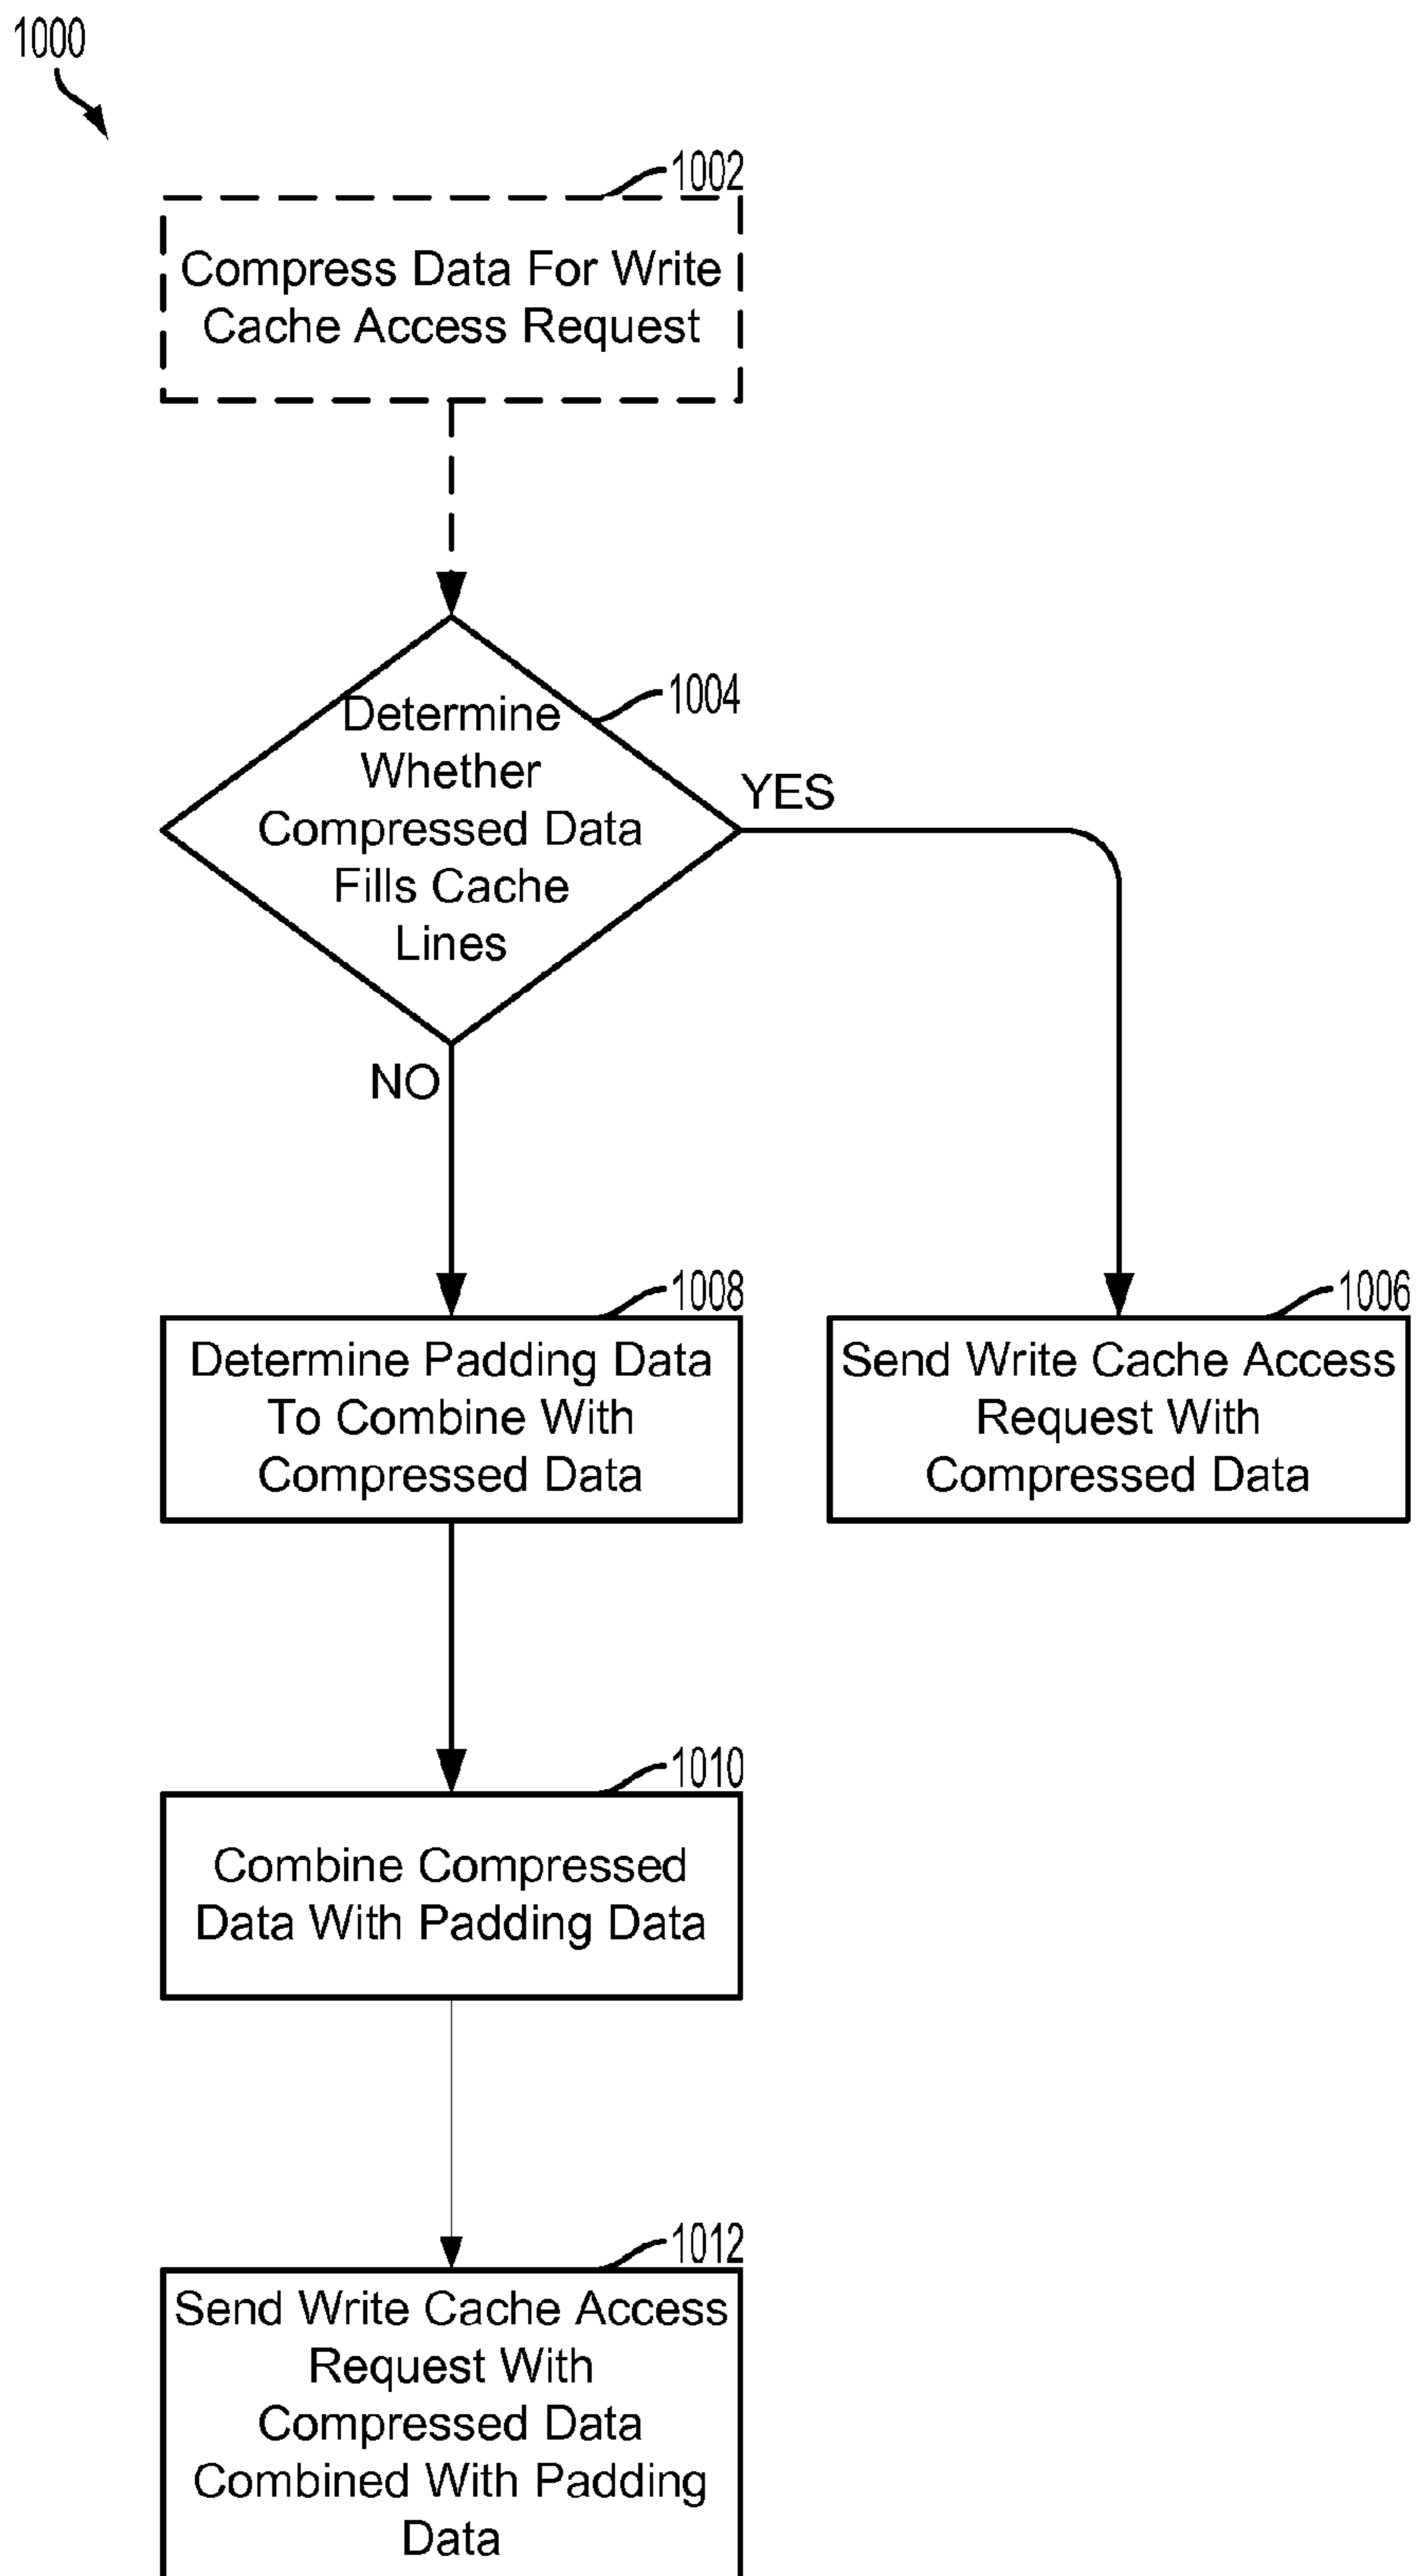 1000
1002
Compress Data For Write
Cache Access Request
1004
Determine
Whether
Compressed Data
Fills Cache
Lines
YES
NO
1008
Determine Padding Data
To Combine With
Compressed Data
1006
Send Write Cache Access
Request With
Compressed Data
1010
Combine Compressed
Data With Padding Data
1012
Send Write Cache Access
Request With
Compressed Data
Combined With Padding
Data